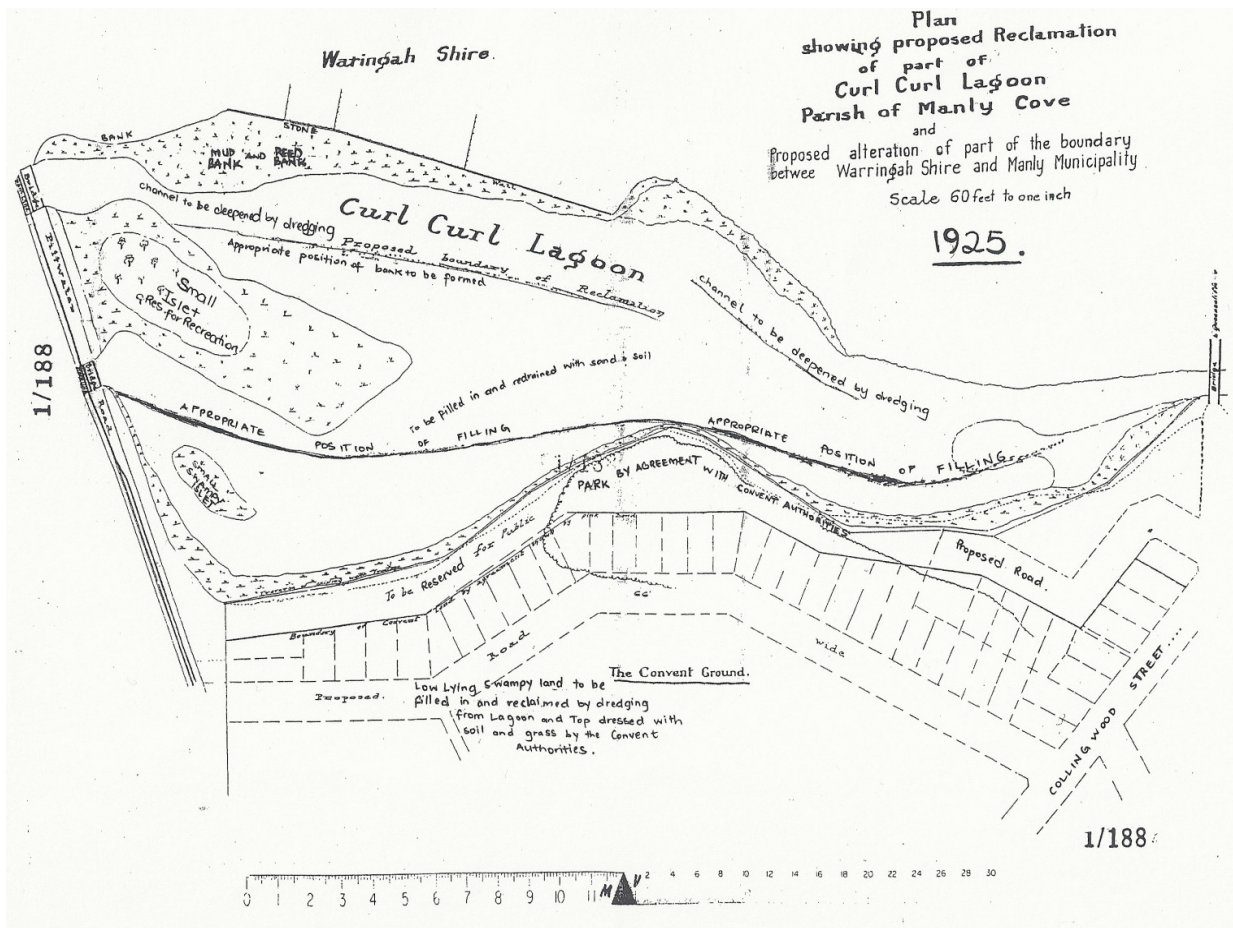 Plan
showing proposed Reclamation
of part of
Curl Curl Lagoon
Parish of Manly Cove
and
Proposed alteration of part of the boundary
betwee Warringah Shire and Manly Municipality
Scale 60 feet to one inch
1925.
Waringah Shire.
BANK
STONE
WALL
MUD AND REED
BANK BANK
channel to be deepened by dredging
Curl Curl Lagoon
Proposed boundary of Reclamation
Appropriate position of bank to be formed
Small
Islet
Res. for Recreation
channel to be deepened by dredging
Bridge
Pittwater
Bridge
Road
1/188
To be filled in and redrained with sand & soil
APPROPRIATE POSITION OF FILLING
APPROPRIATE POSITION OF FILLING
Bridge
SMALL
SWAMPY
ISLET
PARK BY AGREEMENT WITH CONVENT AUTHORITIES
To be Reserved for Public
Boundary of Convent Land by agreement
Proposed Road.
66'
Road
wide
Proposed.
The Convent Ground.
Low Lying Swampy land to be
filled in and reclaimed by dredging
from Lagoon and Top dressed with
soil and grass by the Convent
Authorities.
COLLINGWOOD STREET
1/188
0 1 2 3 4 5 6 7 8 9 10 11 M
2 4 6 8 10 12 14 16 18 20 22 24 26 28 30